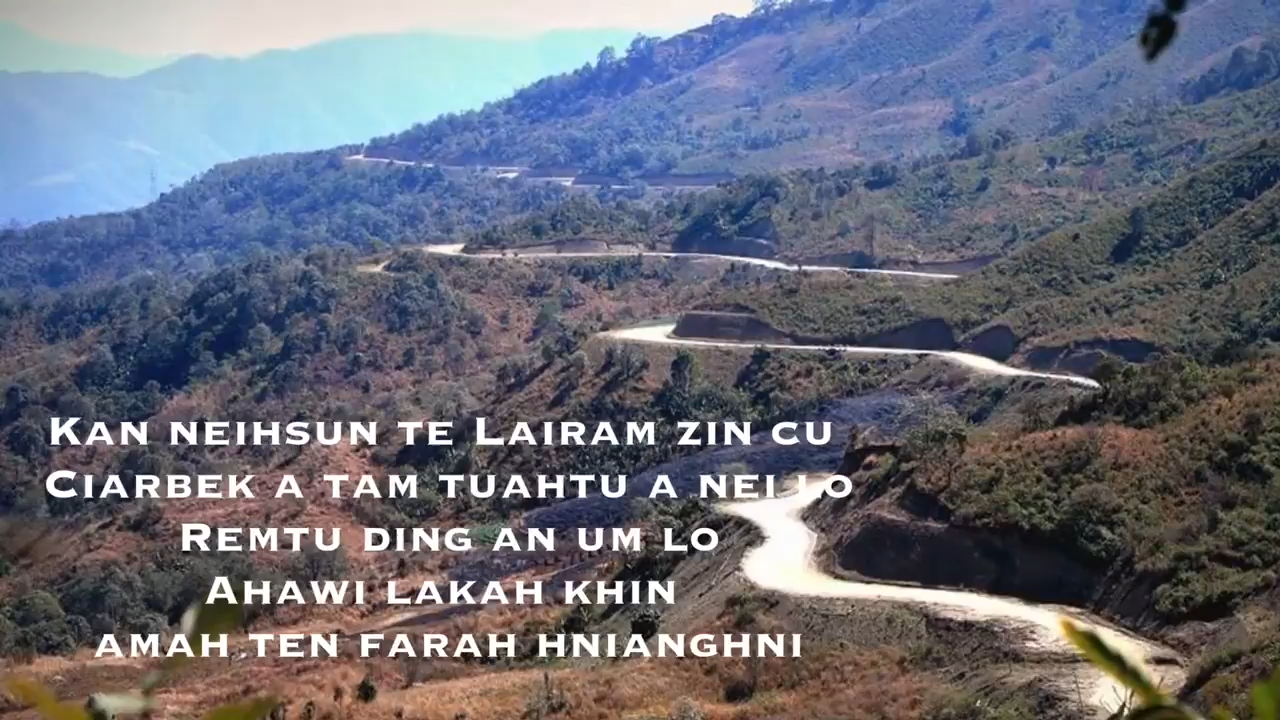 Kan neihsun te Lairam zin cu
Ciarbek a tam tuahtu a nei lo
Remtu ding an um lo
Ahawi lakah khin
amah ten farah hnianghni